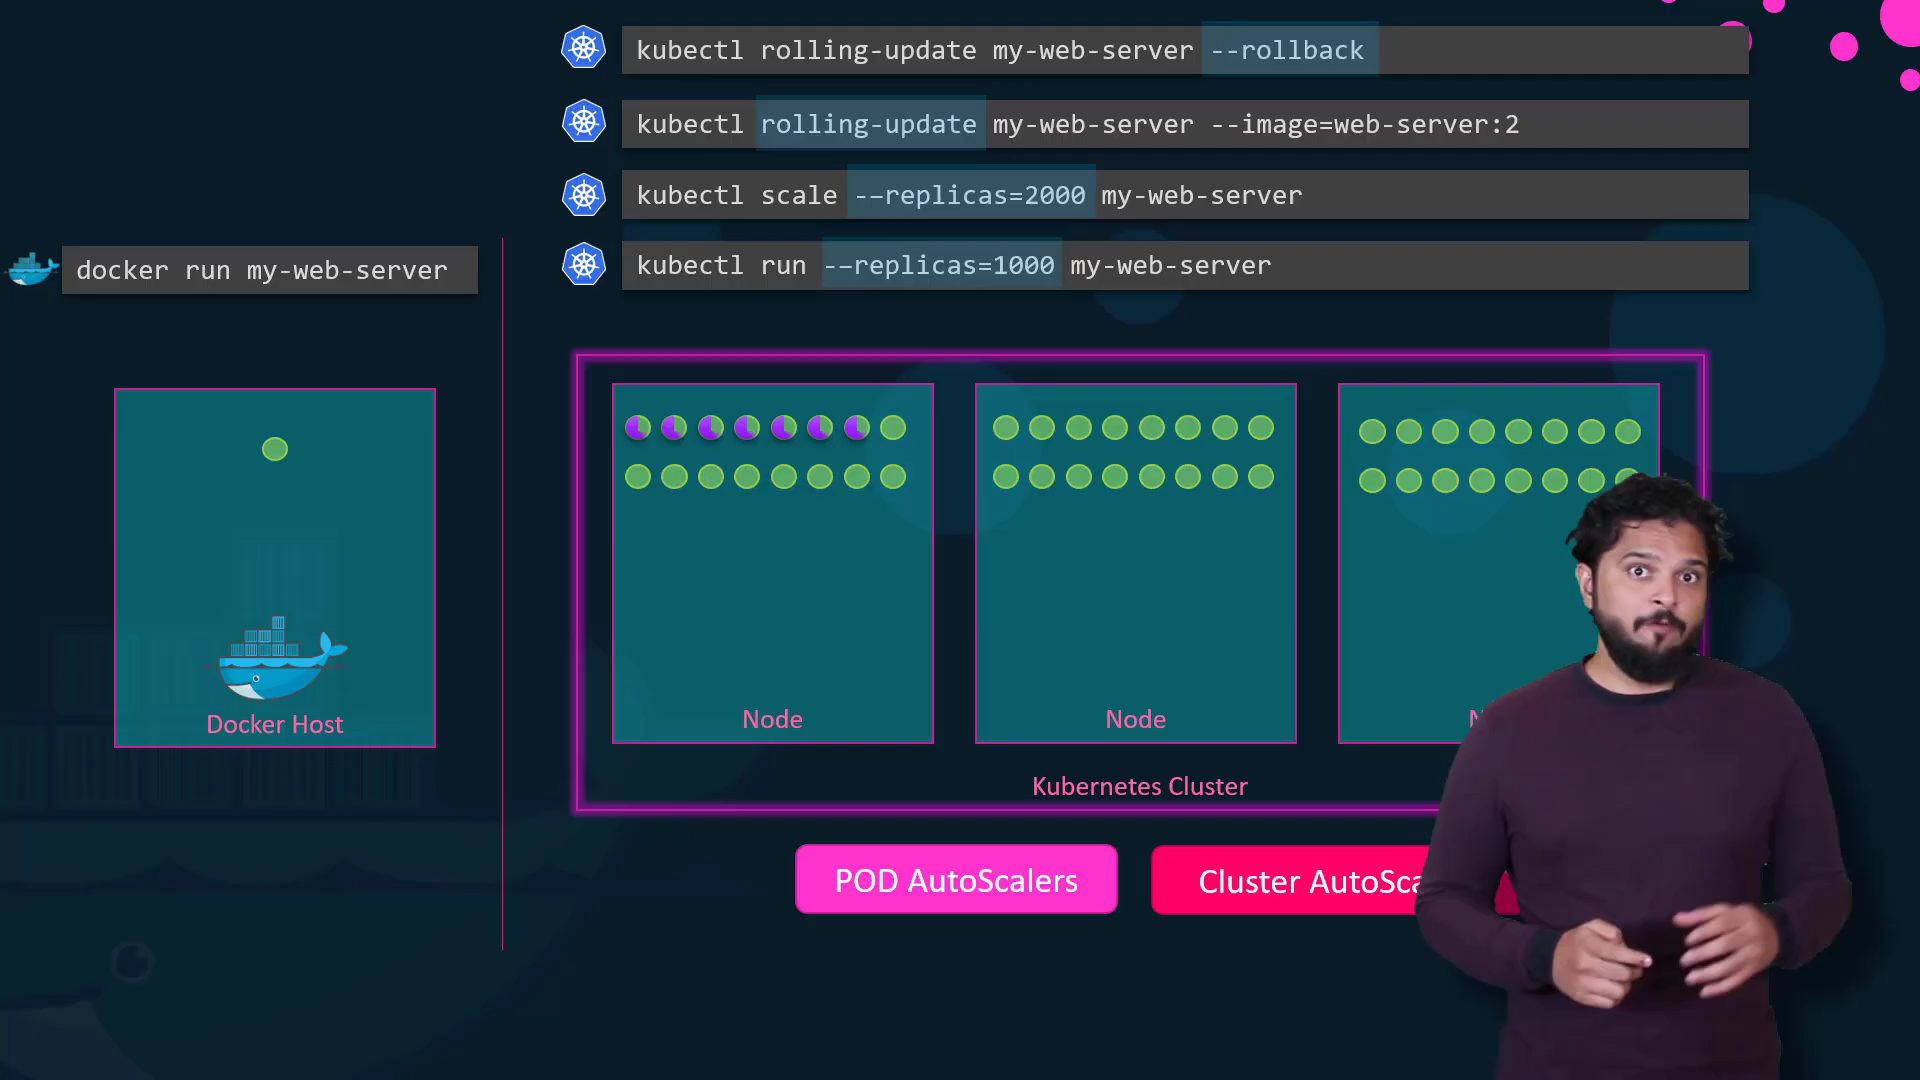 kubectl rolling-update my-web-server --rollback
kubectl rolling-update my-web-server --image=web-server:2
kubectl scale --replicas=2000 my-web-server
kubectl run --replicas=1000 my-web-server
docker run my-web-server
Docker Host
Node
Node
Kubernetes Cluster
POD AutoScalers
Cluster